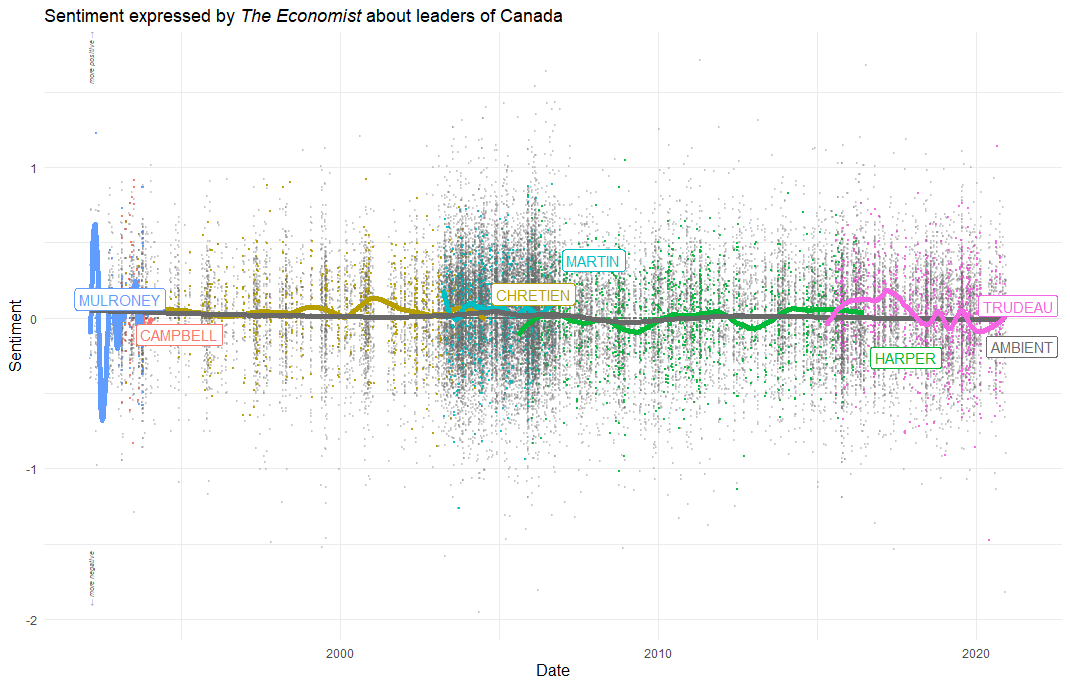 Sentiment expressed by The Economist about leaders of Canada
more positive →
1
0
-1
-2
Sentiment
← more negative
MULRONEY
CAMPBELL
CHRETIEN
MARTIN
HARPER
TRUDEAU
AMBIENT
2000
2010
2020
Date